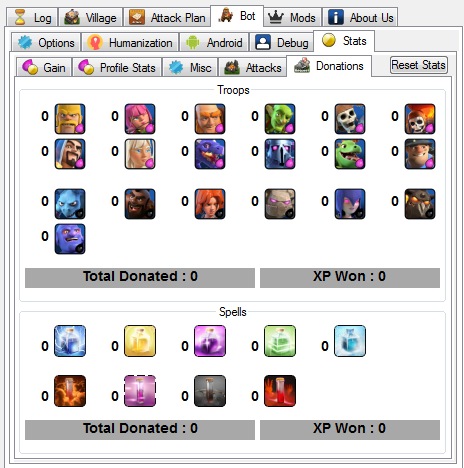 Log Village Attack Plan Bot Mods About Us
Options Humanization Android Debug Stats
Gain Profile Stats Misc Attacks Donations Reset Stats
Troops
0 0 0 0 0 0
0 0 0 0 0 0
0 0 0 0 0 0
0
Total Donated : 0 XP Won : 0
Spells
0 0 0 0 0
0 0 0 0
Total Donated : 0 XP Won : 0